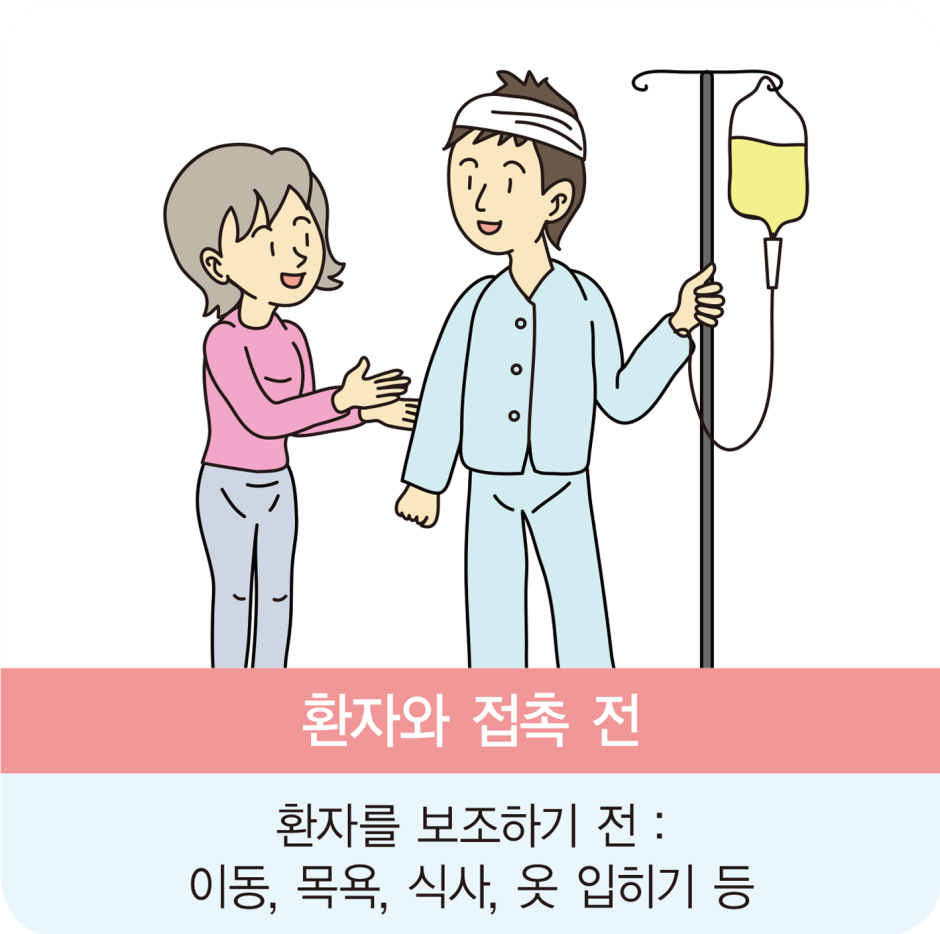 환자와 접촉 전
환자를 보조하기 전 :
이동, 목욕, 식사, 옷 입히기 등